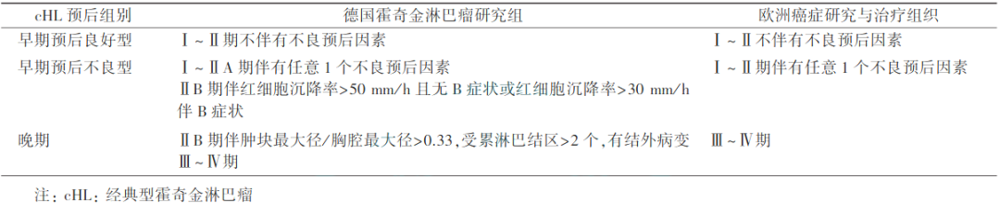 cHL 预后组别 德国霍奇金淋巴瘤研究组 欧洲癌症研究与治疗组织
早期预后良好型 Ⅰ~Ⅱ期不伴有不良预后因素 Ⅰ~Ⅱ不伴有不良预后因素
早期预后不良型 Ⅰ~ⅡA 期伴有任意 1 个不良预后因素 Ⅰ~Ⅱ期伴有任意 1 个不良预后因素
ⅡB 期伴红细胞沉降率>50 mm/h 且无 B 症状或红细胞沉降率>30 mm/h
伴 B 症状
晚期 ⅡB 期伴肿块最大径/胸腔最大径>0.33,受累淋巴结区>2 个,有结外病变 Ⅲ~Ⅳ期
Ⅲ~Ⅳ期
注: cHL: 经典型霍奇金淋巴瘤